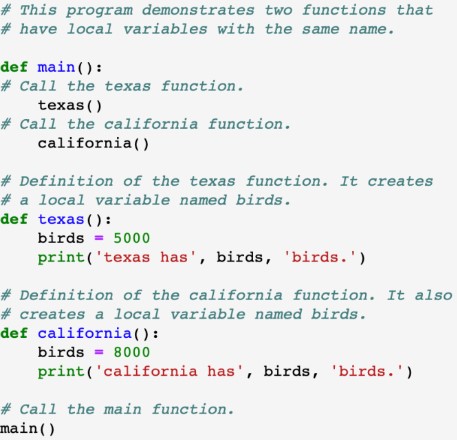 # This program demonstrates two functions that
# have local variables with the same name.

def main():
# Call the texas function.
    texas()
# Call the california function.
    california()

# Definition of the texas function. It creates
# a local variable named birds.
def texas():
    birds = 5000
    print('texas has', birds, 'birds.')

# Definition of the california function. It also
# creates a local variable named birds.
def california():
    birds = 8000
    print('california has', birds, 'birds.')

# Call the main function.
main()